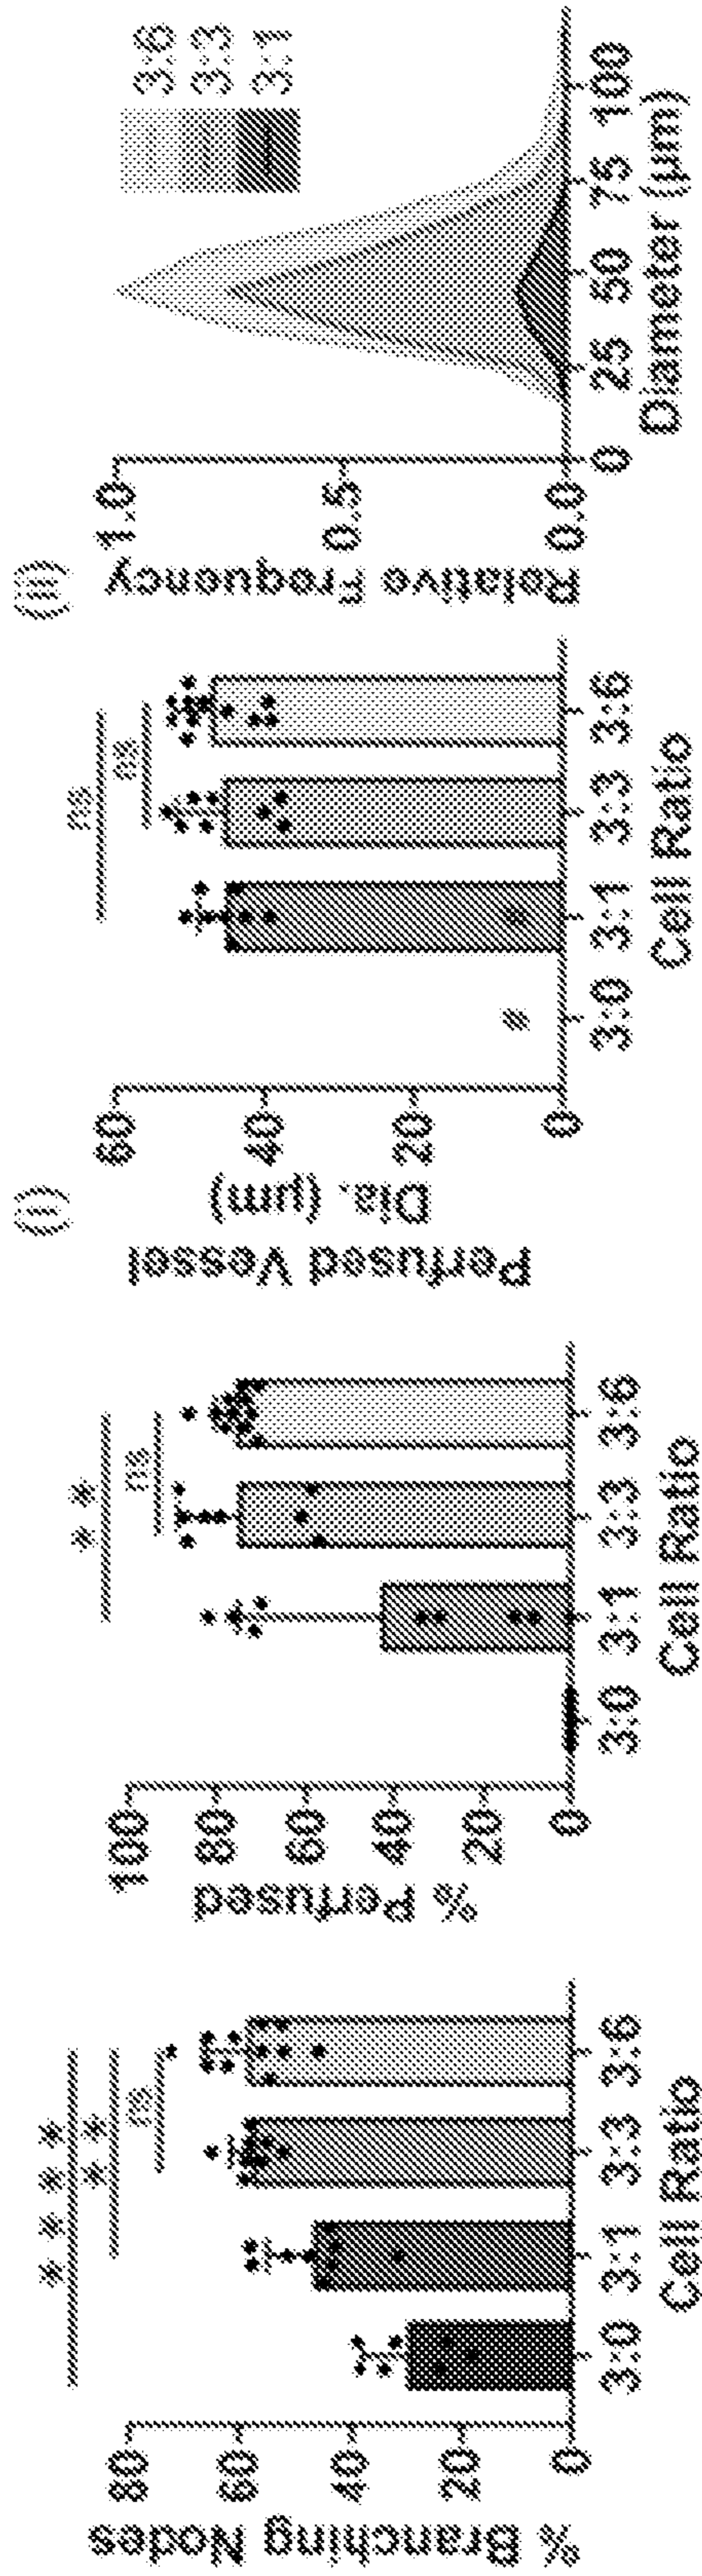 % Branching Nodes
80
60
40
20
0
* * * *
* *
ns
3:0 3:1 3:3 3:6
Cell Ratio
% Perfused
100
80
60
40
20
0
* *
ns
3:0 3:1 3:3 3:6
Cell Ratio
(i)
Perfused Vessel
Dia. (µm)
60
40
20
0
ns
ns
#
#
3:0 3:1 3:3 3:6
Cell Ratio
(ii)
Relative Frequency
1.0
0.5
0.0
3:6
3:3
3:1
0 25 50 75 100
Diameter (µm)